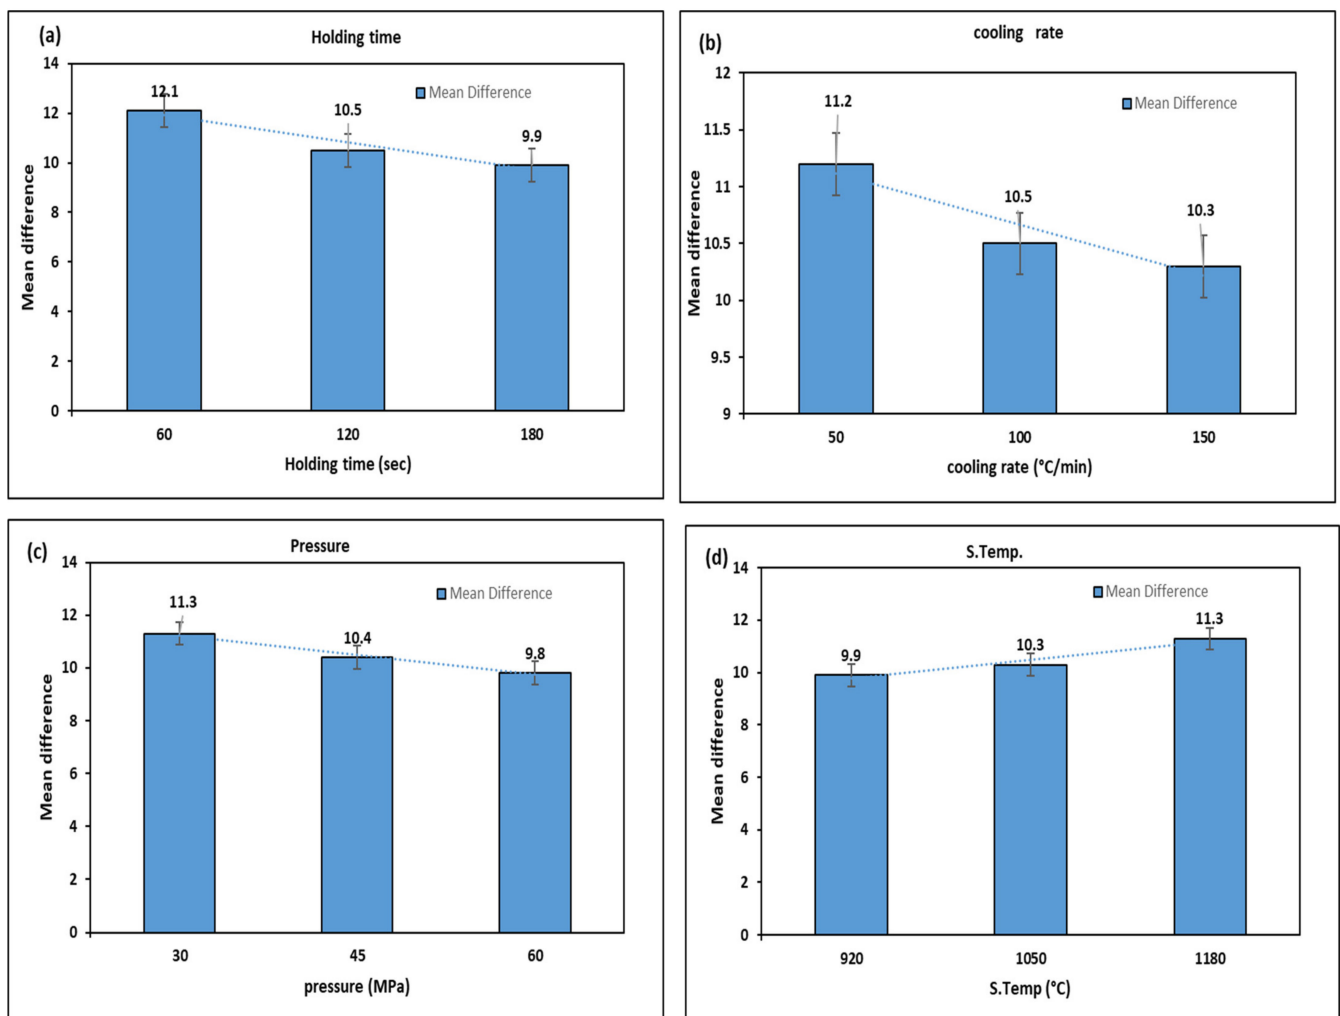 (a)
Holding time
Mean Difference
Mean difference
14
12
10
8
6
4
2
0
12.1
10.5
9.9
60 120 180
Holding time (sec)
(b)
cooling rate
Mean Difference
Mean difference
12
11.5
11
10.5
10
9.5
9
11.2
10.5
10.3
50 100 150
cooling rate (°C/min)
(c)
Pressure
Mean Difference
Mean difference
14
12
10
8
6
4
2
0
11.3
10.4
9.8
30 45 60
pressure (MPa)
(d)
S.Temp.
Mean Difference
Mean difference
14
12
10
8
6
4
2
0
9.9
10.3
11.3
920 1050 1180
S.Temp (°C)